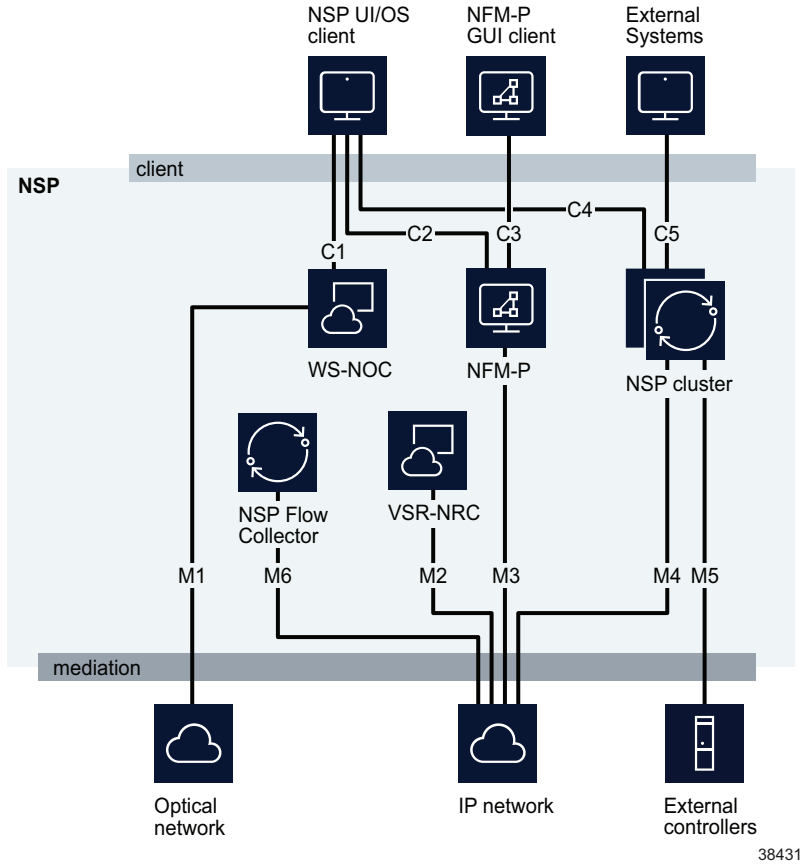 NSP UI/OS
client
NFM-P
GUI client
External
Systems
client
NSP
C4
C2
C3
C5
C1
WS-NOC
NFM-P
NSP cluster
NSP Flow
Collector
VSR-NRC
M1
M6
M2
M3
M4
M5
mediation
Optical
network
IP network
External
controllers
38431